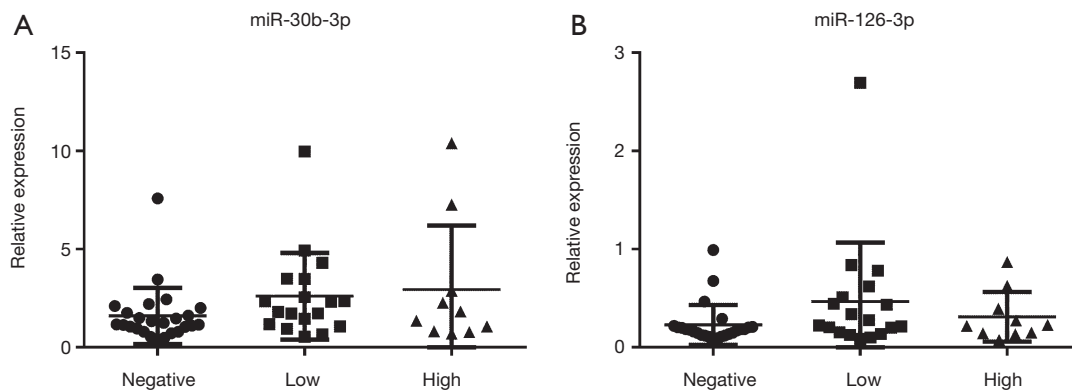 A
miR-30b-3p
Relative expression
15
10
5
0
Negative
Low
High
B
miR-126-3p
Relative expression
3
2
1
0
Negative
Low
High